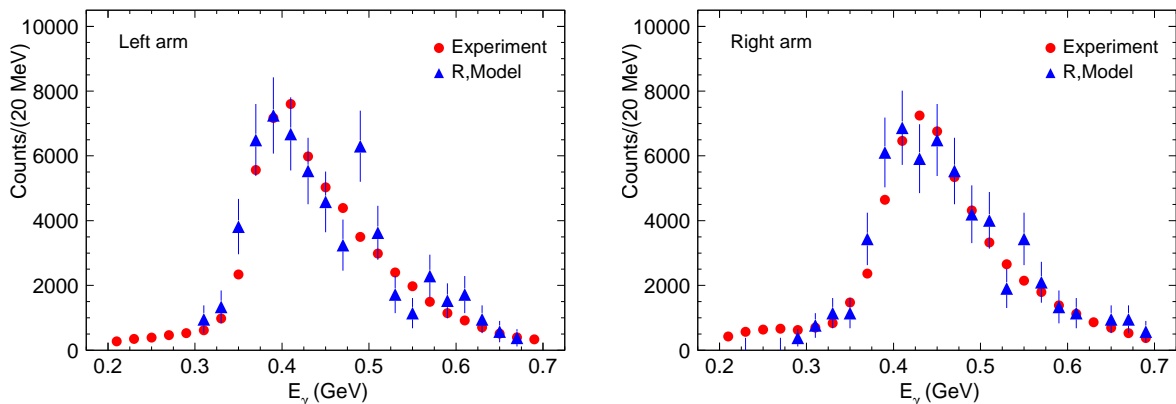 10000
8000
6000
4000
2000
0
Counts/(20 MeV)
Left arm
Experiment
R,Model
0.2 0.3 0.4 0.5 0.6 0.7
E_γ (GeV)
10000
8000
6000
4000
2000
0
Counts/(20 MeV)
Right arm
Experiment
R,Model
0.2 0.3 0.4 0.5 0.6 0.7
E_γ (GeV)